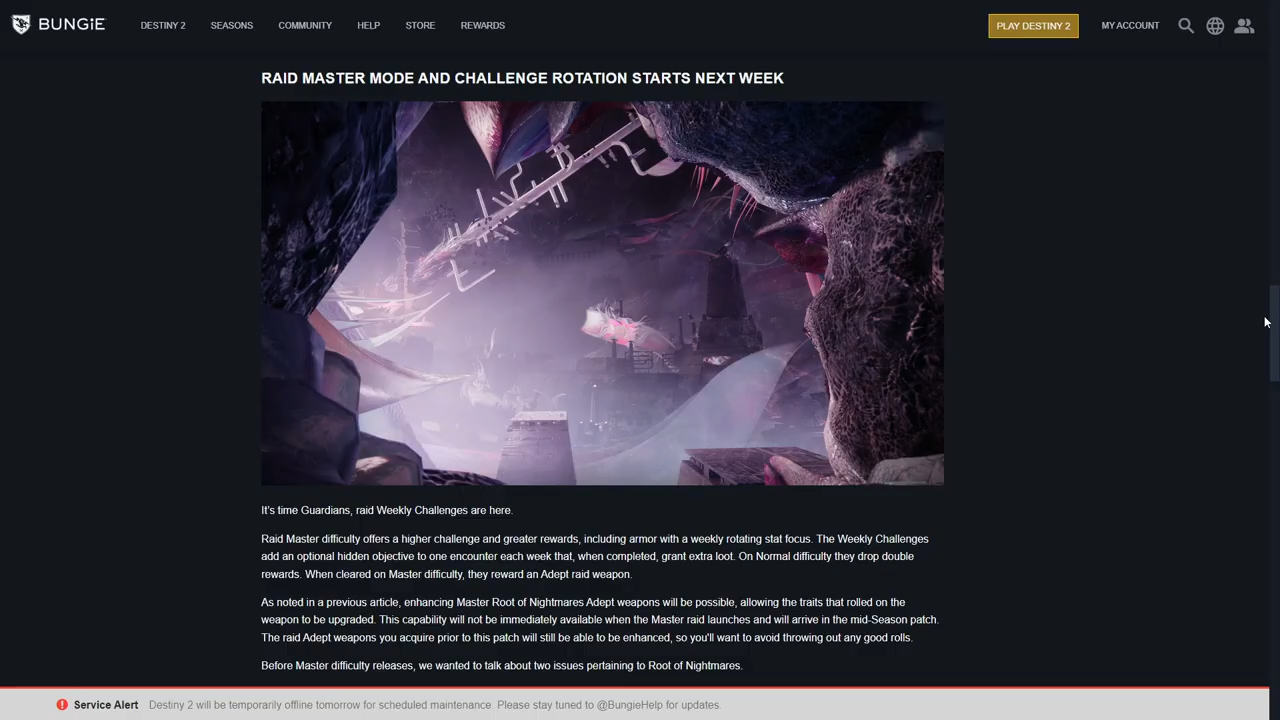 BUNGiE
DESTINY 2
SEASONS
COMMUNITY
HELP
STORE
REWARDS
PLAY DESTINY 2
MY ACCOUNT
RAID MASTER MODE AND CHALLENGE ROTATION STARTS NEXT WEEK
It's time Guardians, raid Weekly Challenges are here.
Raid Master difficulty offers a higher challenge and greater rewards, including armor with a weekly rotating stat focus. The Weekly Challenges
add an optional hidden objective to one encounter each week that, when completed, grant extra loot. On Normal difficulty they drop double
rewards. When cleared on Master difficulty, they reward an Adept raid weapon.
As noted in a previous article, enhancing Master Root of Nightmares Adept weapons will be possible, allowing the traits that rolled on the
weapon to be upgraded. This capability will not be immediately available when the Master raid launches and will arrive in the mid-Season patch.
The raid Adept weapons you acquire prior to this patch will still be able to be enhanced, so you'll want to avoid throwing out any good rolls.
Before Master difficulty releases, we wanted to talk about two issues pertaining to Root of Nightmares.
Service Alert Destiny 2 will be temporarily offline tomorrow for scheduled maintenance. Please stay tuned to @BungieHelp for updates.